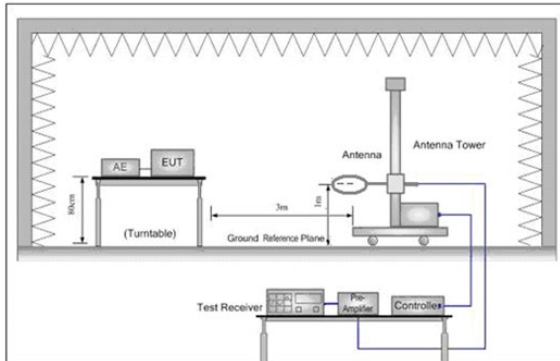 EUT
AE
Antenna Tower
Antenna
80cm
3m
1m
(Turntable)
Ground Reference Plane
Test Receiver
Pre-
Amplifier
Controller